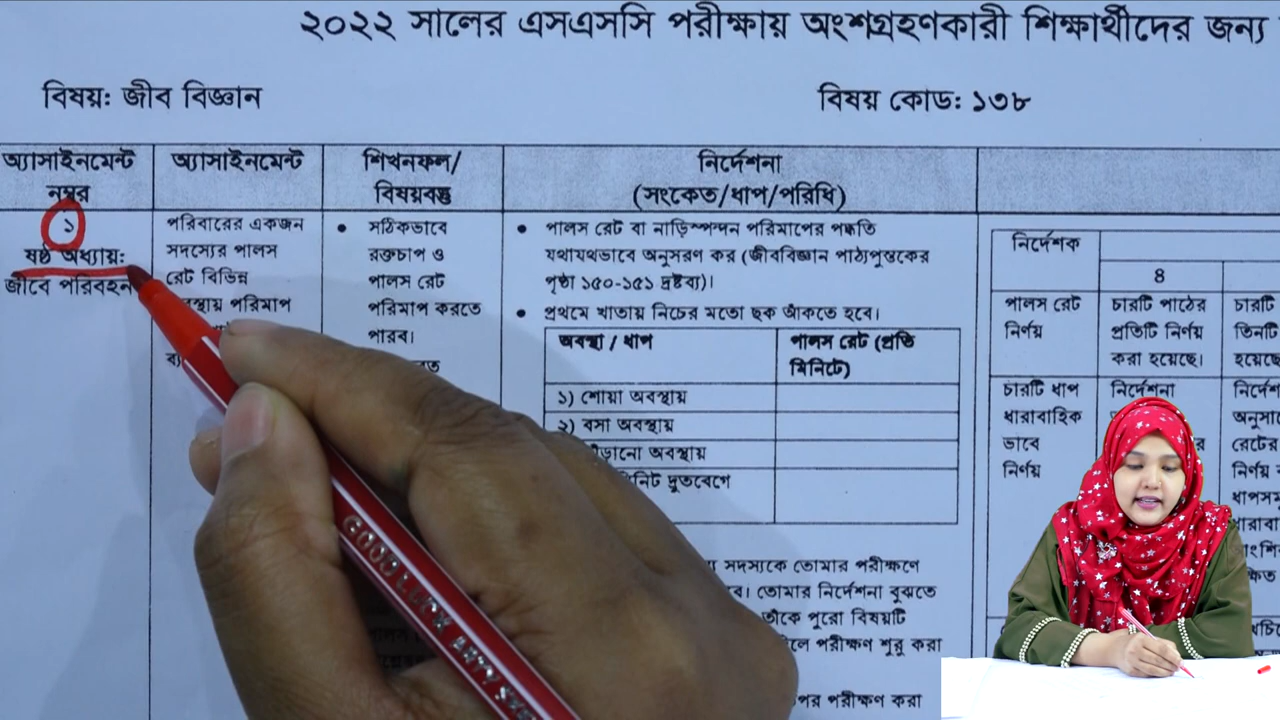 ২০২২ সালের এসএসসি পরীক্ষায় অংশগ্রহণকারী শিক্ষার্থীদের জন্য
বিষয়: জীব বিজ্ঞান
বিষয় কোড: ১৩৮
অ্যাসাইনমেন্ট
নম্বর
অ্যাসাইনমেন্ট
শিখনফল/
বিষয়বস্তু
নির্দেশনা
(সংকেত/ধাপ/পরিধি)
১
ষষ্ঠ অধ্যায়:
জীবে পরিবহন
পরিবারের একজন
সদস্যের পালস
রেট বিভিন্ন
পরিমাপ
• সঠিকভাবে
রক্তচাপ ও
পালস রেট
পরিমাপ করতে
পারব।
• পালস রেট বা নাড়িস্পন্দন পরিমাপের পদ্ধতি
যথাযথভাবে অনুসরণ কর (জীববিজ্ঞান পাঠ্যপুস্তকের
পৃষ্ঠা ১৫০-১৫১ দ্রষ্টব্য)।
• প্রথমে খাতায় নিচের মতো ছক আঁকতে হবে।
অবস্থা / ধাপ
পালস রেট (প্রতি
মিনিটে)
১) শোয়া অবস্থায়
২) বসা অবস্থায়
অবস্থায়
দ্রুতবেগে
সদস্যকে তোমার পরীক্ষণে
তোমার নির্দেশনা বুঝতে
তাঁকে পুরো বিষয়টি
পরীক্ষণ শুরু করা
পরীক্ষণ করা
নির্দেশক
৪
পালস রেট
নির্ণয়
চারটি পাঠের
প্রতিটি নির্ণয়
করা হয়েছে।
চারটি
তিনটি
হয়েছে
চারটি ধাপ
ধারাবাহিক
ভাবে
নির্ণয়
নির্দেশনা
রেটের
নির্ণয়
GOOD LUCK